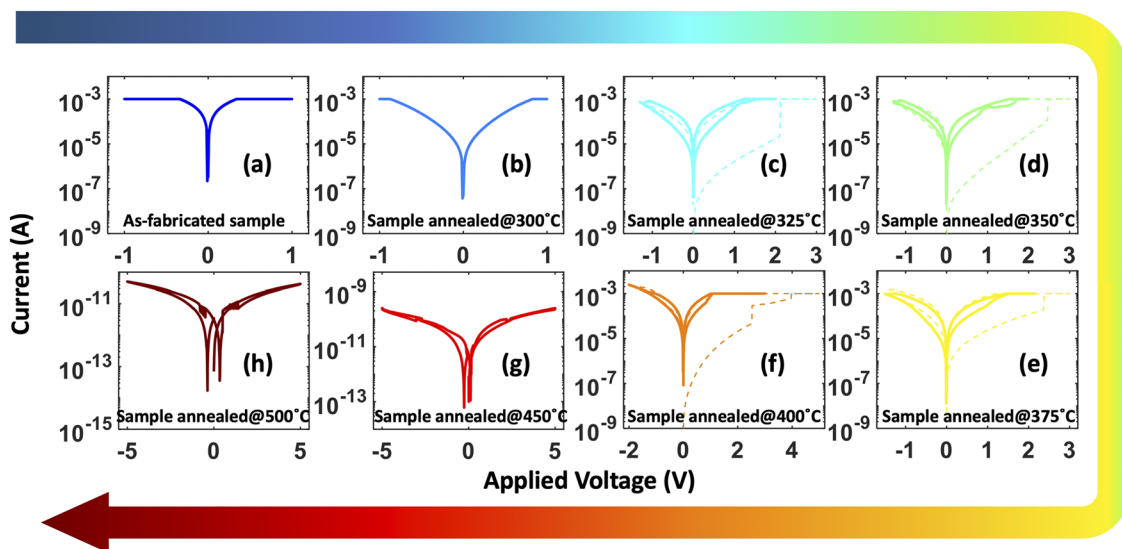 10-3
10-5
10-7
10-9
(a)
As-fabricated sample
-1 0 1
10-3
10-5
10-7
10-9
(b)
Sample annealed@300˚C
-1 0 1
10-3
10-5
10-7
10-9
(c)
Sample annealed@325˚C
-1 0 1 2 3
10-3
10-5
10-7
10-9
(d)
Sample annealed@350˚C
-1 0 1 2 3
Current (A)
10-11
10-13
10-15
(h)
Sample annealed@500˚C
-5 0 5
10-9
10-11
10-13
(g)
Sample annealed@450˚C
-5 0 5
10-3
10-5
10-7
10-9
(f)
Sample annealed@400˚C
-2 0 2 4
10-3
10-5
10-7
10-9
(e)
Sample annealed@375˚C
-1 0 1 2 3
Applied Voltage (V)